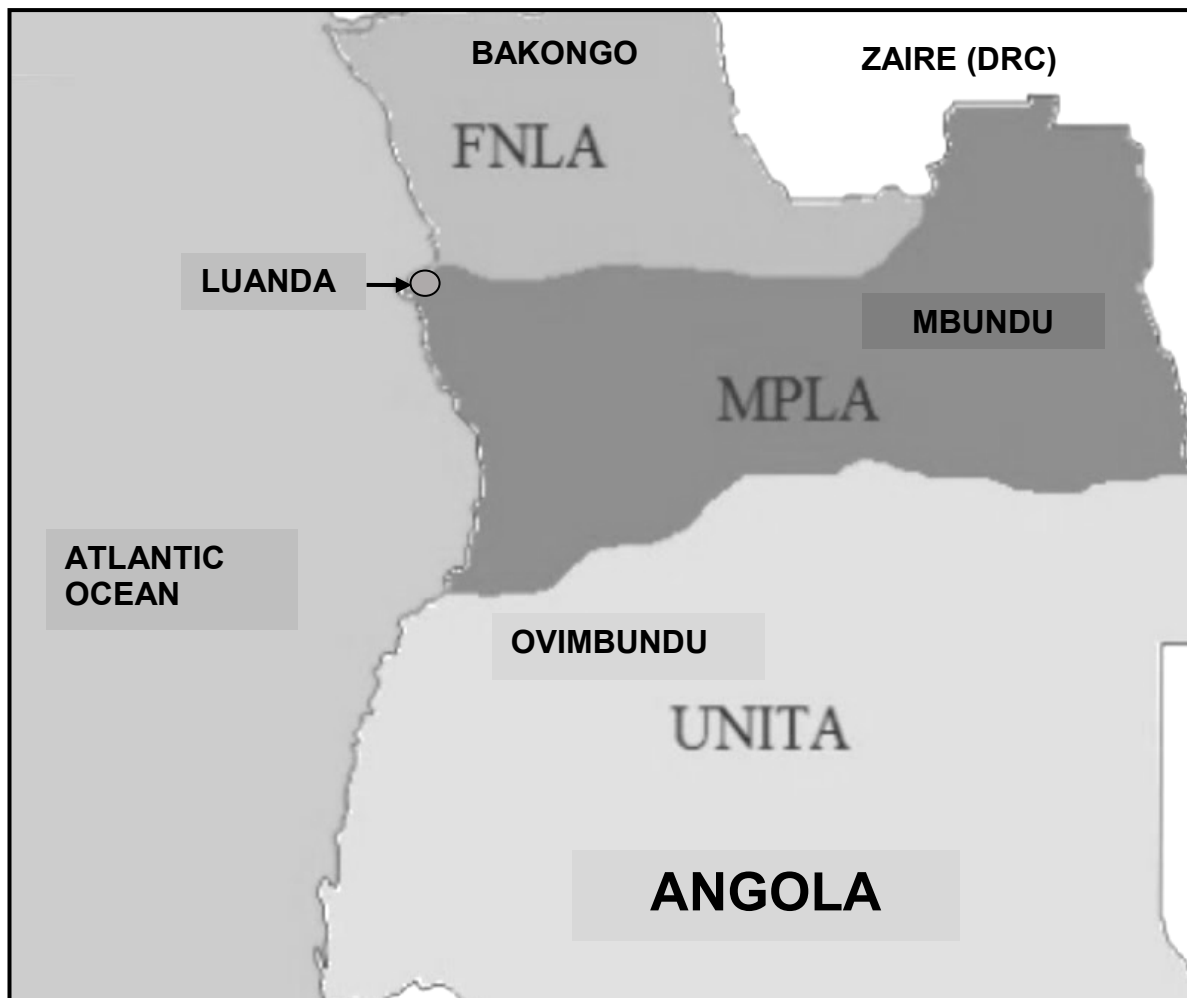 BAKONGO
ZAIRE (DRC)
FNLA
LUANDA
MBUNDU
MPLA
ATLANTIC
OCEAN
OVIMBUNDU
UNITA
ANGOLA